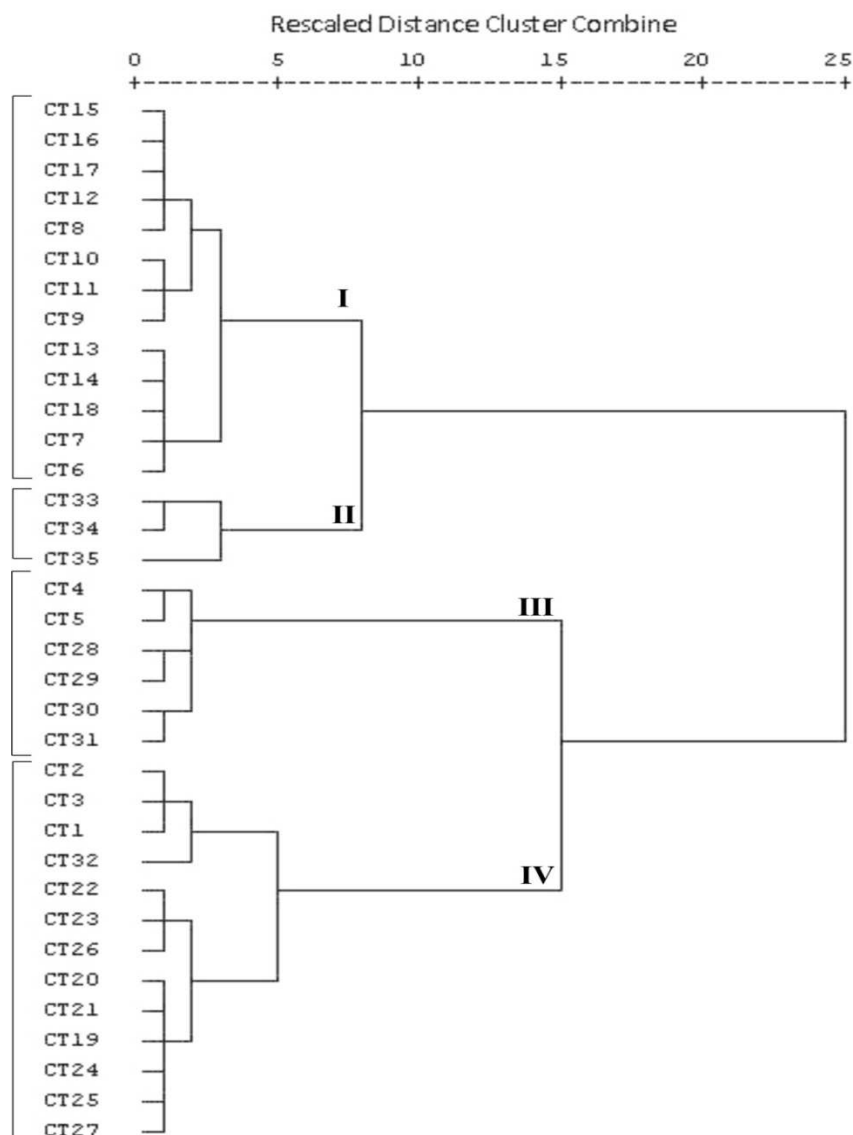 Rescaled Distance Cluster Combine
0 5 10 15 20 25
CT15
CT16
CT17
CT12
CT8
CT10
CT11
CT9
I
CT13
CT14
CT18
CT7
CT6
CT33
CT34
II
CT35
CT4
CT5
III
CT28
CT29
CT30
CT31
CT2
CT3
CT1
CT32
CT22
IV
CT23
CT26
CT20
CT21
CT19
CT24
CT25
CT27